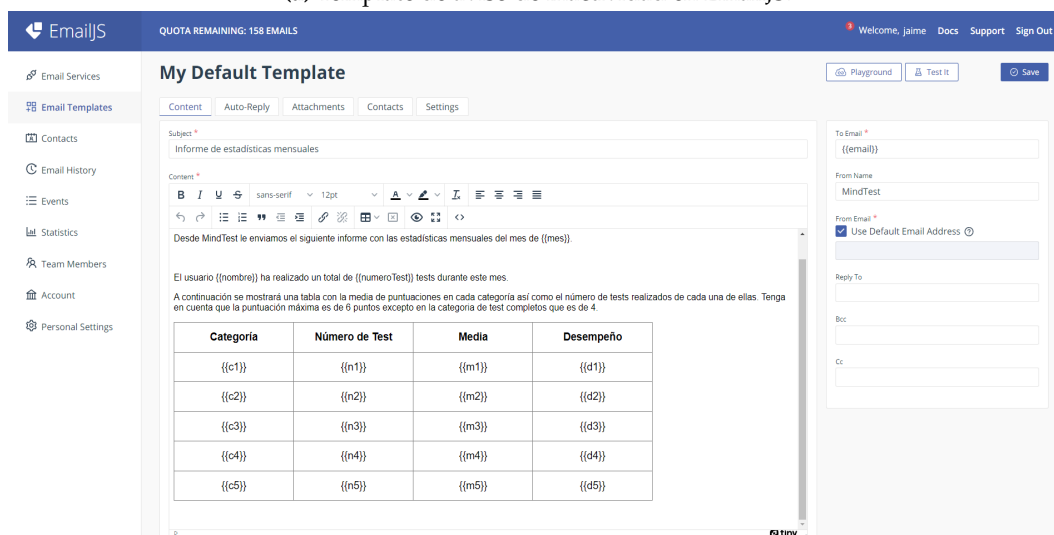 EmailJS
QUOTA REMAINING: 158 EMAILS
3 Welcome, jaime Docs Support Sign Out
Email Services
Email Templates
Contacts
Email History
Events
Statistics
Team Members
Account
Personal Settings
My Default Template
Playground Test It Save
Content Auto-Reply Attachments Contacts Settings
Subject *
Informe de estadísticas mensuales
Content *
B I U S sans-serif 12pt A
Desde MindTest le enviamos el siguiente informe con las estadísticas mensuales del mes de {{mes}}.
El usuario {{nombre}} ha realizado un total de {{numeroTest}} tests durante este mes.
A continuación se mostrará una tabla con la media de puntuaciones en cada categoría así como el número de tests realizados de cada una de ellas. Tenga
en cuenta que la puntuación máxima es de 6 puntos excepto en la categoria de test completos que es de 4.
Categoría Número de Test Media Desempeño
{{c1}} {{n1}} {{m1}} {{d1}}
{{c2}} {{n2}} {{m2}} {{d2}}
{{c3}} {{n3}} {{m3}} {{d3}}
{{c4}} {{n4}} {{m4}} {{d4}}
{{c5}} {{n5}} {{m5}} {{d5}}
tiny
To Email *
{{email}}
From Name
MindTest
From Email *
Use Default Email Address
Reply To
Bcc
Cc